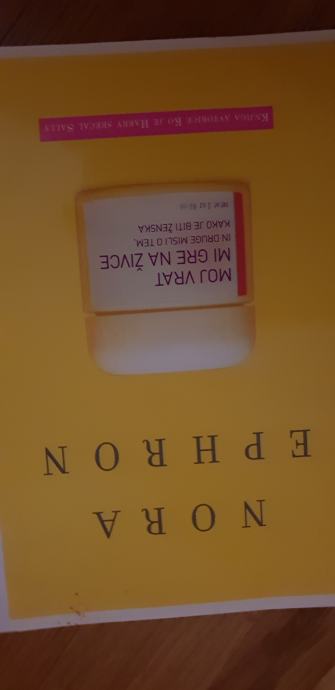 NORA
EPHRON
MOJ VRAT
MI GRE NA ŽIVCE
IN DRUGE MISLI O TEM,
KAKO JE BITI ŽENSKA
KNJIGA AVTORICE KO JE HARRY SREČAL SALLY